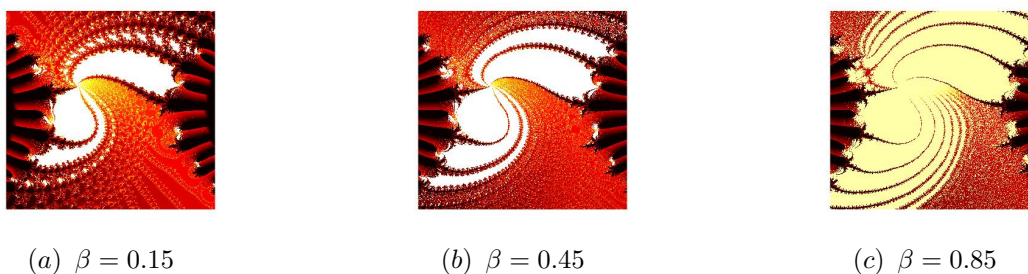 (a) β = 0.15 (b) β = 0.45 (c) β = 0.85